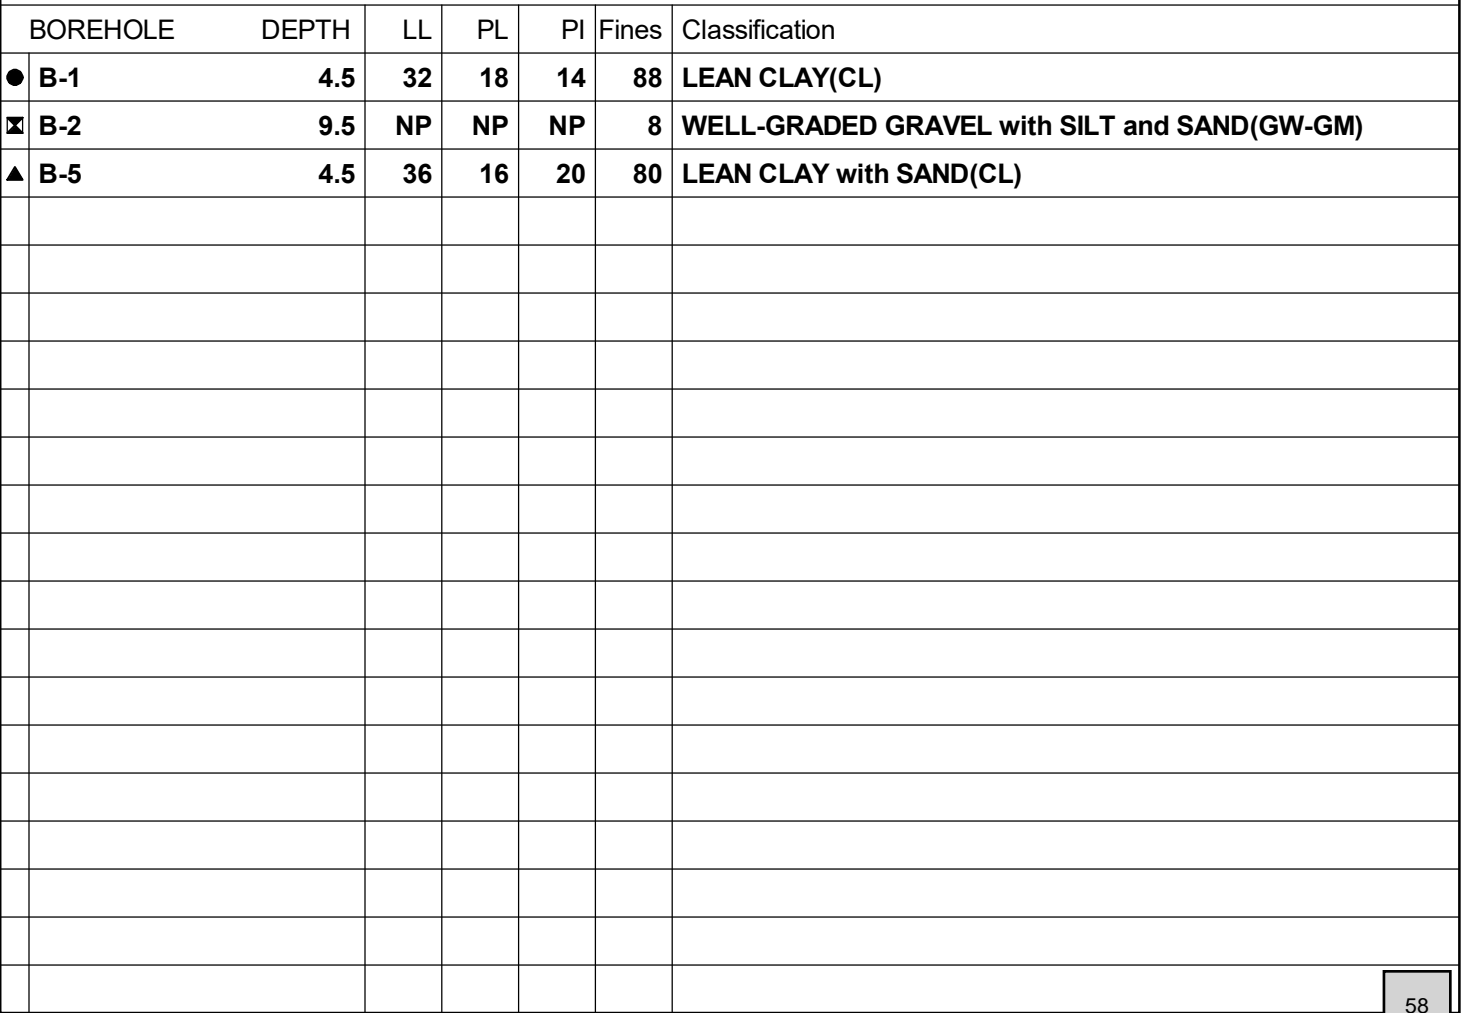 BOREHOLE DEPTH LL PL PI Fines Classification
B-1 4.5 32 18 14 88 LEAN CLAY(CL)
B-2 9.5 NP NP NP 8 WELL-GRADED GRAVEL with SILT and SAND(GW-GM)
B-5 4.5 36 16 20 80 LEAN CLAY with SAND(CL)
58